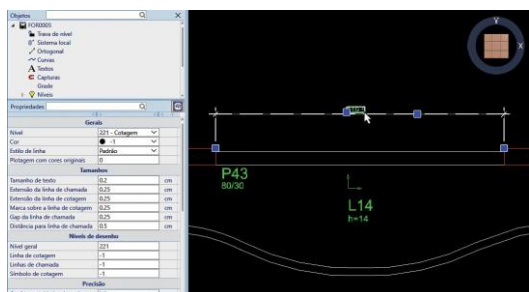 Objetos
FOR0005
Trava de nível
Sistema local
Ortogonal
Curvas
A Textos
Capturas
Grade
Níveis
Propriedades
Gerais
Nível 221 - Cotagem
Cor -1
Estilo de linha Padrão
Plotagem com cores originais 0
Tamanhos
Tamanho de texto 0.2 cm
Extensão da linha de chamada 0.25 cm
Extensão da linha de cotagem 0.25 cm
Marca sobre a linha de cotagem 0.25 cm
Gap da linha de chamada 0.25 cm
Distância para linha de chamada 0.5 cm
Níveis de desenho
Nível geral 221
Linha de cotagem -1
Linhas de chamada -1
Símbolo de cotagem -1
Precisão
Y
X
P43
80/30
L14
h=14